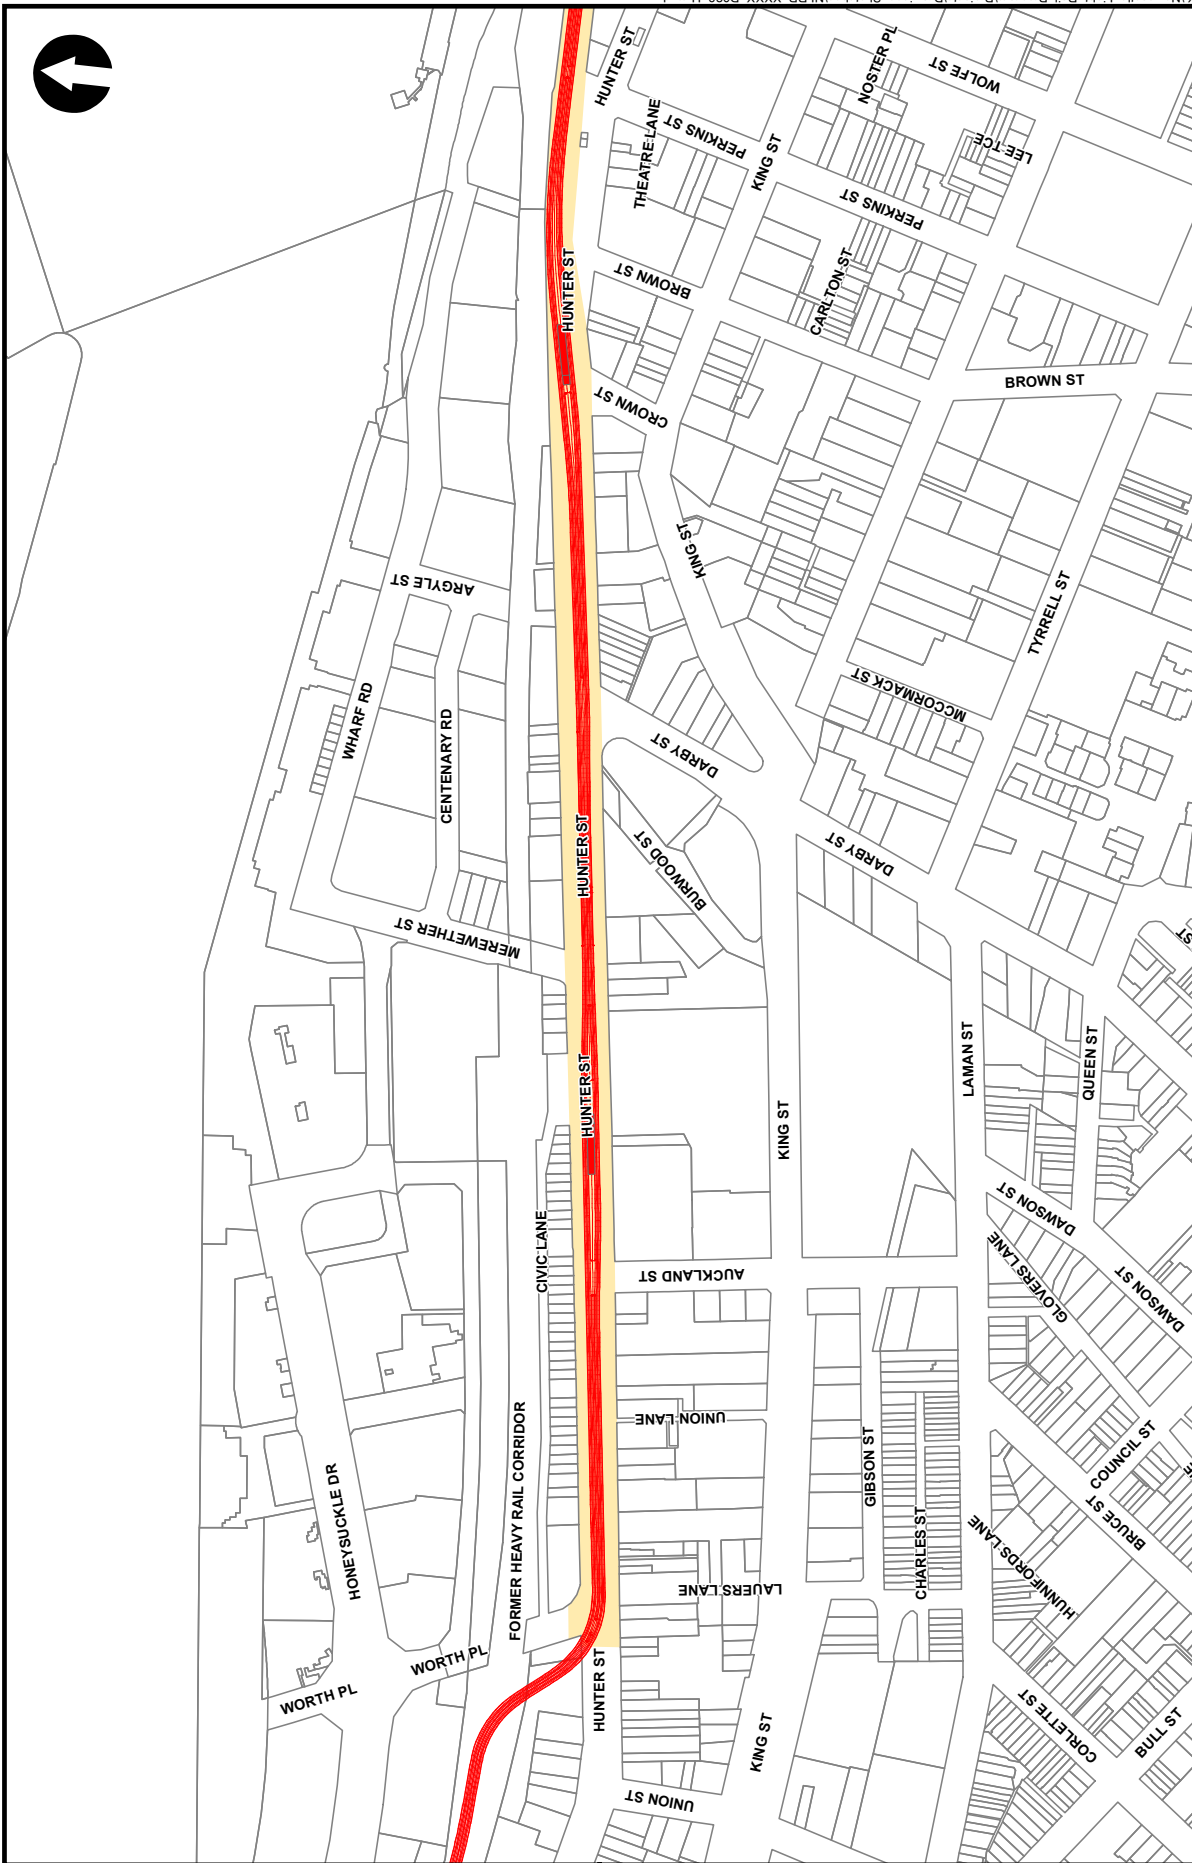 HUNTER ST
NOSTER PL
WOLFE ST
THEATRE LANE
PERKINS ST
KING ST
LEE TCE
PERKINS ST
HUNTER ST
BROWN ST
CARLTON ST
CROWN ST
BROWN ST
KING ST
ARGYLE ST
TYRRELL ST
MCCORMACK ST
WHARF RD
CENTENARY RD
DARBY ST
HUNTER ST
BURWOOD ST
DARBY ST
MEREWETHER ST
ST
HUNTER ST
LAMAN ST
QUEEN ST
KING ST
CIVIC LANE
DAWSON ST
AUCKLAND ST
GLOVERS LANE
DAWSON ST
UNION LANE
FORMER HEAVY RAIL CORRIDOR
HONEYSUCKLE DR
GIBSON ST
COUNCIL ST
BRUCE ST
CHARLES ST
LAUERS LANE
HUNNIFORDS LANE
WORTH PL
WORTH PL
HUNTER ST
KING ST
CORLETTE ST
BULL ST
UNION ST